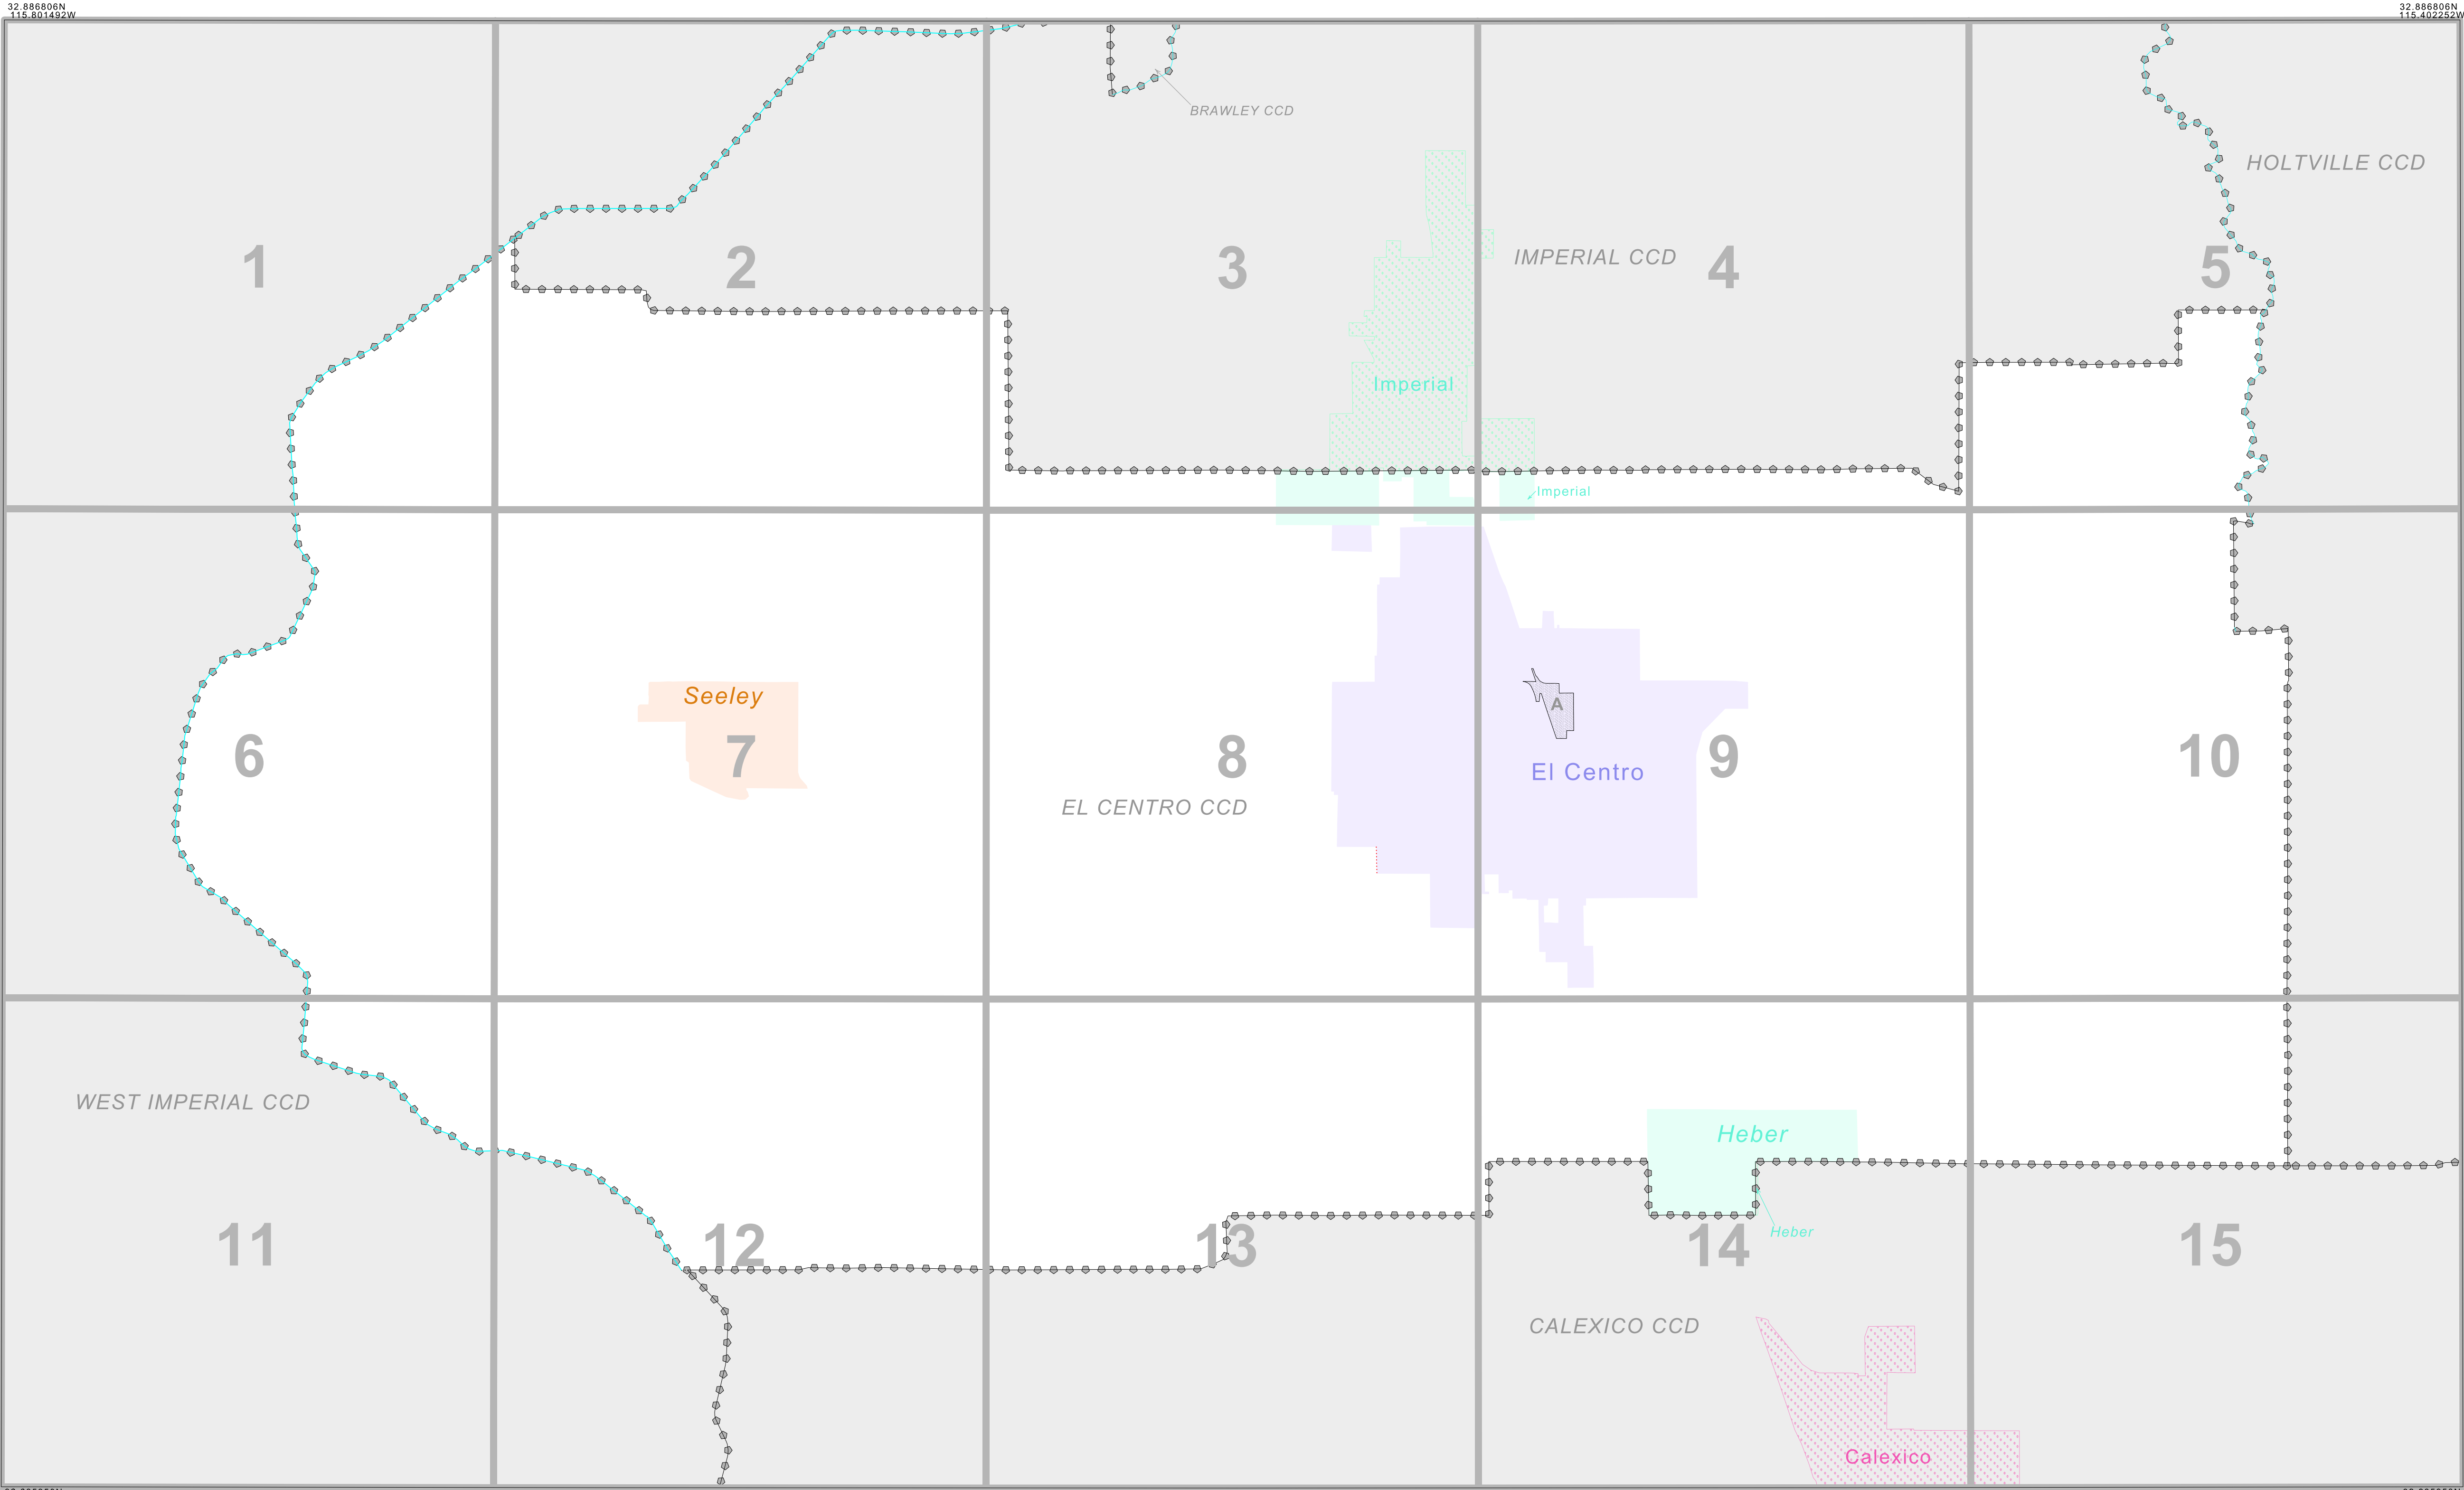 32.886806N
115.801492W
32.886806N
115.402252W
BRAWLEY CCD
HOLTVILLE CCD
1
2
3
IMPERIAL CCD
4
5
Imperial
Imperial
Seeley
A
6
7
8
El Centro
9
10
EL CENTRO CCD
WEST IMPERIAL CCD
Heber
Heber
11
12
13
14
15
CALEXICO CCD
Calexico